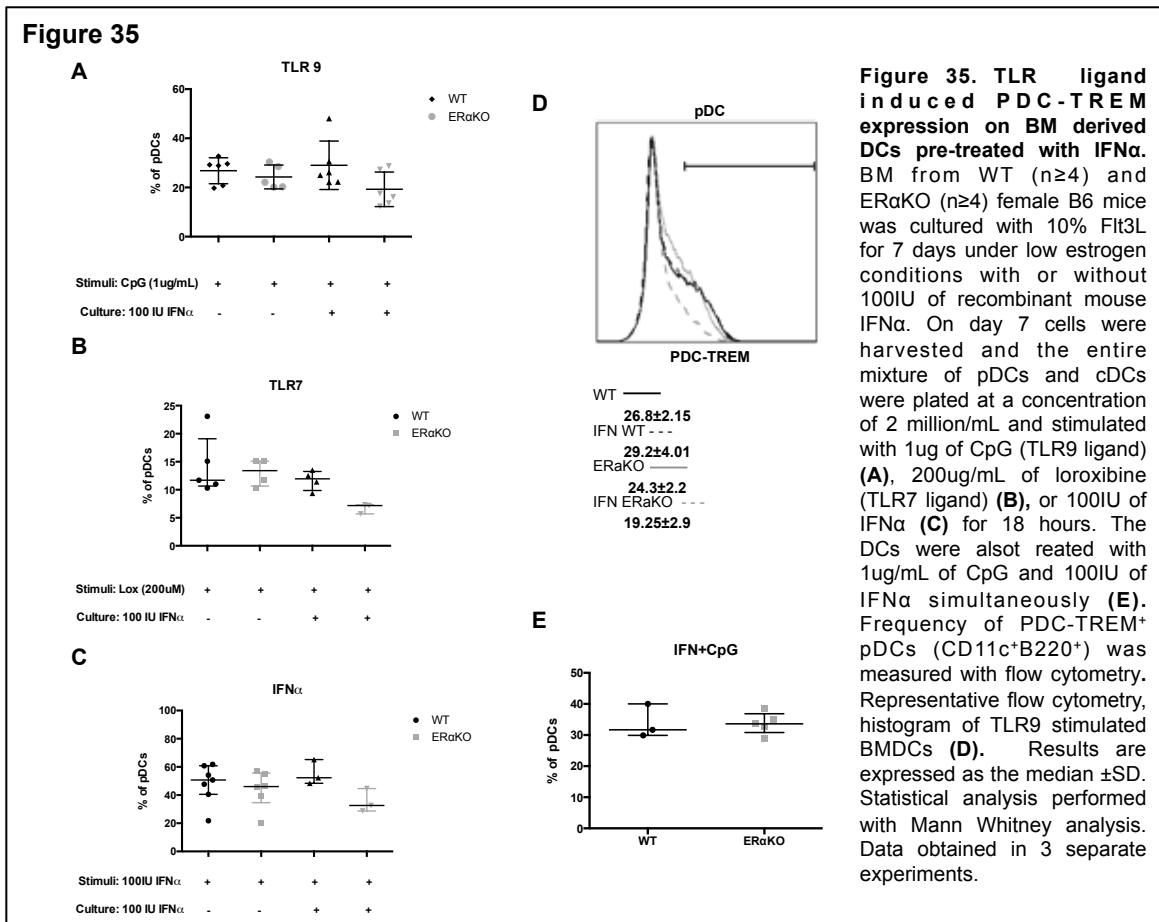 Figure 35
A
TLR 9
60
40
20
0
% of pDCs
WT
ERαKO
Stimuli: CpG (1ug/mL) + + + +
Culture: 100 IU IFNα - - + +
B
TLR7
25
20
15
10
5
0
% of pDCs
WT
ERαKO
Stimuli: Lox (200uM) + + + +
Culture: 100 IU IFNα - - + +
C
IFNα
100
80
60
40
20
0
% of pDCs
WT
ERαKO
Stimuli: 100IU IFNα + + + +
Culture: 100 IU IFNα - - + +
D
pDC
PDC-TREM
WT
26.8±2.15
IFN WT
29.2±4.01
ERaKO
24.3±2.2
IFN ERaKO
19.25±2.9
E
IFN+CpG
50
40
30
20
10
0
% of pDCs
WT ERαKO
Figure 35. TLR ligand
induced PDC-TREM
expression on BM derived
DCs pre-treated with IFNα.
BM from WT (n≥4) and
ERαKO (n≥4) female B6 mice
was cultured with 10% Flt3L
for 7 days under low estrogen
conditions with or without
100IU of recombinant mouse
IFNα. On day 7 cells were
harvested and the entire
mixture of pDCs and cDCs
were plated at a concentration
of 2 million/mL and stimulated
with 1ug of CpG (TLR9 ligand)
(A), 200ug/mL of loroxibine
(TLR7 ligand) (B), or 100IU of
IFNα (C) for 18 hours. The
DCs were alsot reated with
1ug/mL of CpG and 100IU of
IFNα simultaneously (E).
Frequency of PDC-TREM⁺
pDCs (CD11c⁺B220⁺) was
measured with flow cytometry.
Representative flow cytometry,
histogram of TLR9 stimulated
BMDCs (D). Results are
expressed as the median ±SD.
Statistical analysis performed
with Mann Whitney analysis.
Data obtained in 3 separate
experiments.